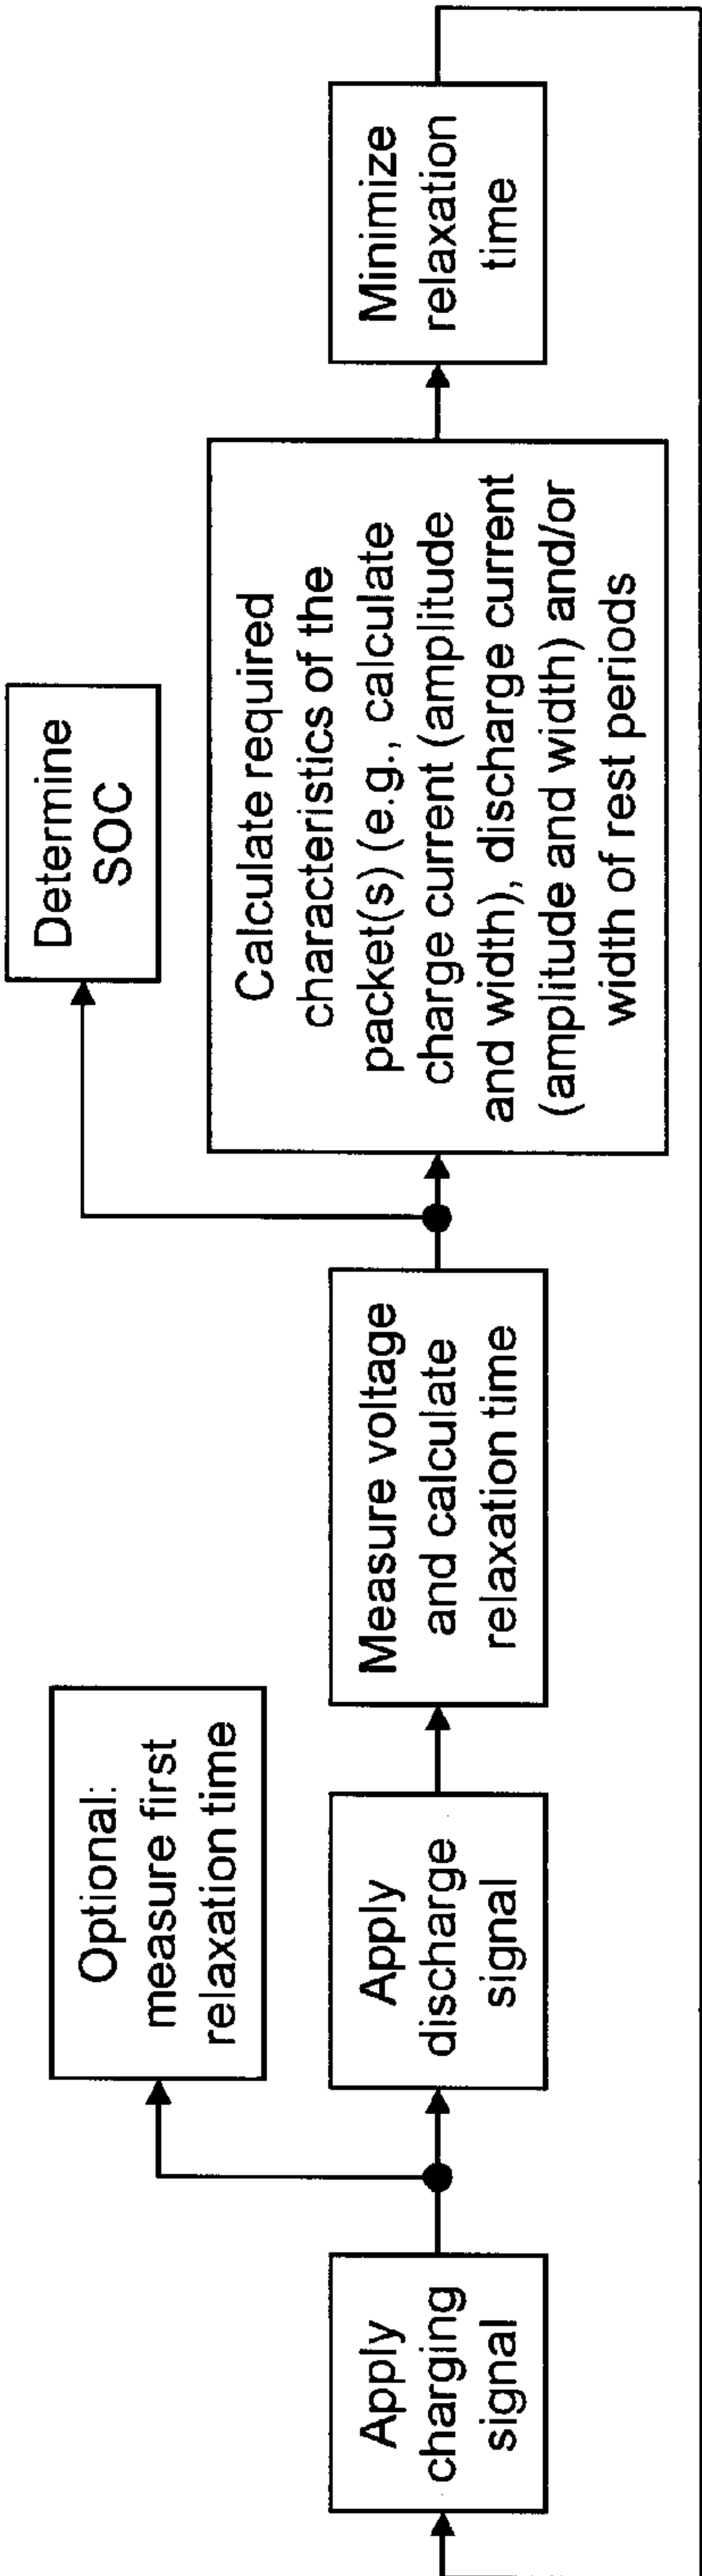 Apply
charging
signal
Optional:
measure first
relaxation time
Apply
discharge
signal
Measure voltage
and calculate
relaxation time
Determine
SOC
Calculate required
characteristics of the
packet(s) (e.g., calculate
charge current (amplitude
and width), discharge current
(amplitude and width) and/or
width of rest periods
Minimize
relaxation
time